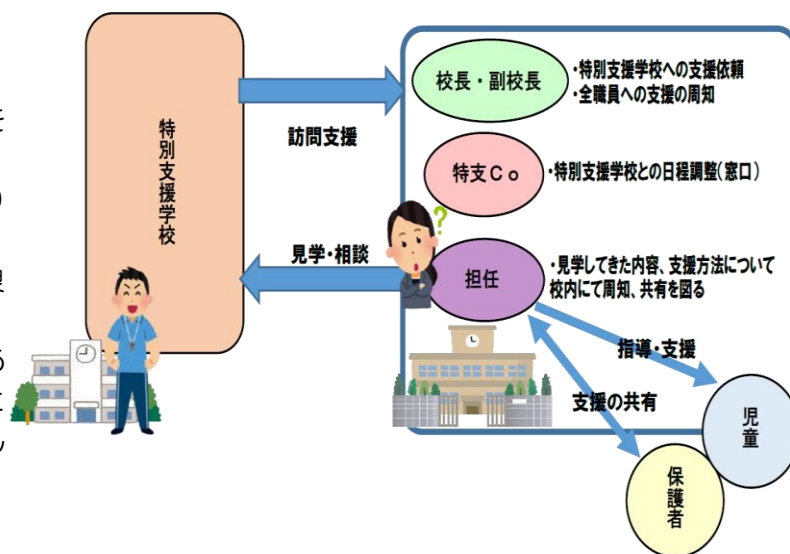 特別支援学校
訪問支援
見学・相談
校長・副校長
・特別支援学校への支援依頼
・全職員への支援の周知
特支Ｃｏ
・特別支援学校との日程調整（窓口）
?
担任
・見学してきた内容、支援方法について
校内にて周知、共有を図る
指導・支援
支援の共有
児童
保護者